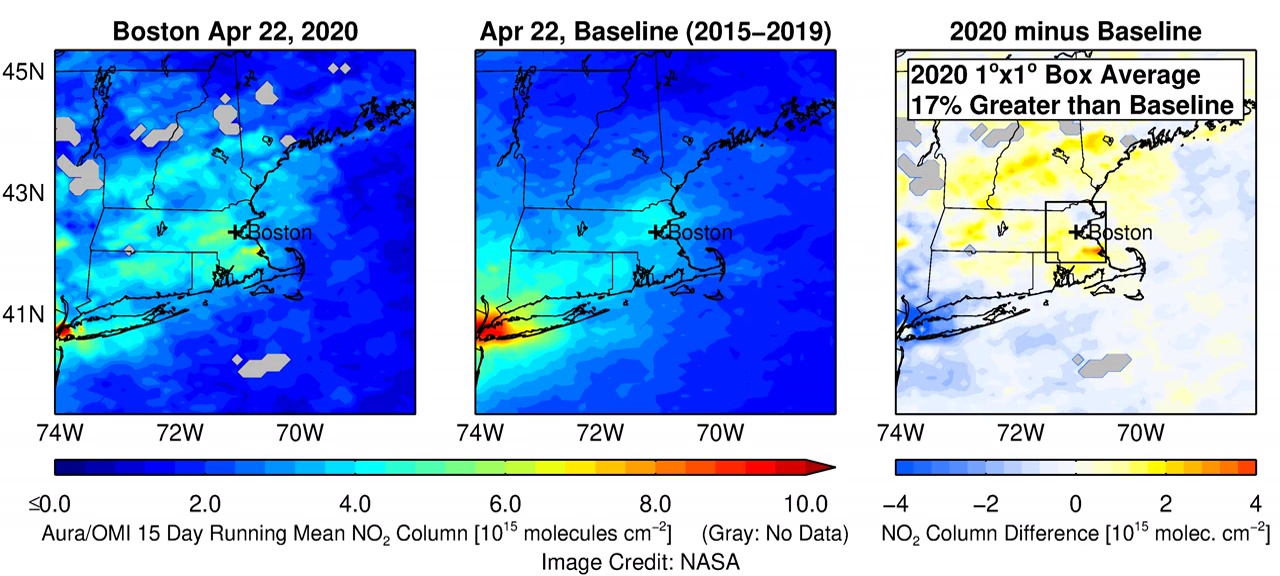 Boston Apr 22, 2020
Apr 22, Baseline (2015−2019)
2020 minus Baseline
2020 1°x1° Box Average
17% Greater than Baseline
45N
43N
41N
Boston
Boston
Boston
74W 72W 70W
74W 72W 70W
74W 72W 70W
≤0.0 2.0 4.0 6.0 8.0 10.0
−4 −2 0 2 4
Aura/OMI 15 Day Running Mean NO₂ Column [10¹⁵ molecules cm⁻²] (Gray: No Data)
NO₂ Column Difference [10¹⁵ molec. cm⁻²]
Image Credit: NASA